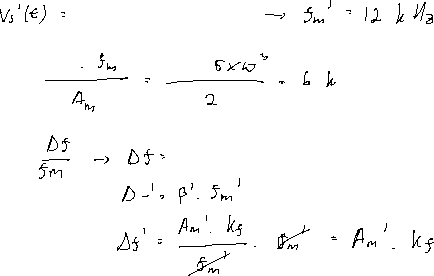 Vs'(t) = → fm' = 12 k Hz
. fm / Am = 6×10³ / 2 = 6 k
Δf / fm → Δf =
D-' = β' . fm'
Δf' = Am' . kf / fm' . fm' = Am' . kf